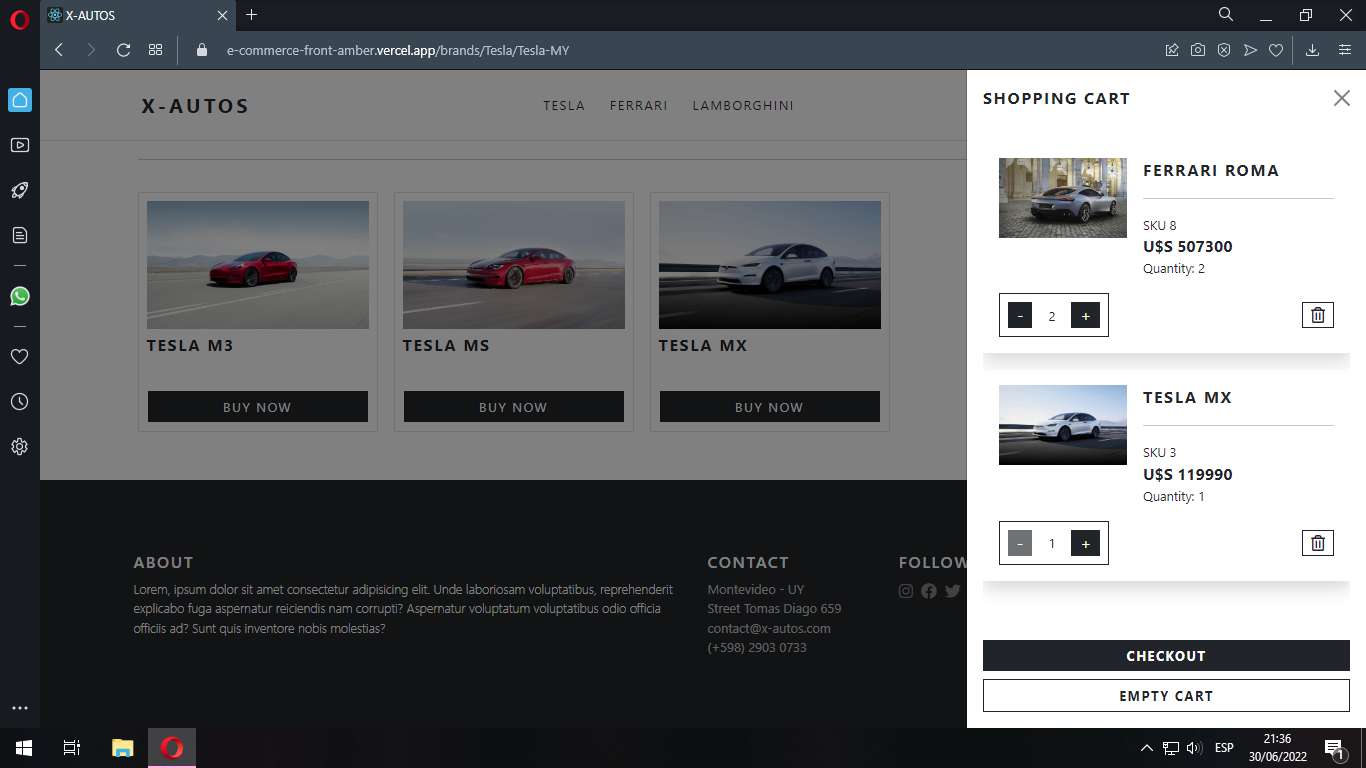 X-AUTOS
e-commerce-front-amber.vercel.app/brands/Tesla/Tesla-MY
X-AUTOS
TESLA FERRARI LAMBORGHINI
TESLA M3
BUY NOW
TESLA MS
BUY NOW
TESLA MX
BUY NOW
ABOUT
Lorem, ipsum dolor sit amet consectetur adipisicing elit. Unde laboriosam voluptatibus, reprehenderit
explicabo fuga aspernatur reiciendis nam corrupti? Aspernatur voluptatum voluptatibus odio officia
officiis ad? Sunt quis inventore nobis molestias?
CONTACT
Montevideo - UY
Street Tomas Diago 659
contact@x-autos.com
(+598) 2903 0733
FOLLOW
SHOPPING CART
FERRARI ROMA
SKU 8
U$S 507300
Quantity: 2
- 2 +
TESLA MX
SKU 3
U$S 119990
Quantity: 1
- 1 +
CHECKOUT
EMPTY CART
ESP
21:36
30/06/2022
1